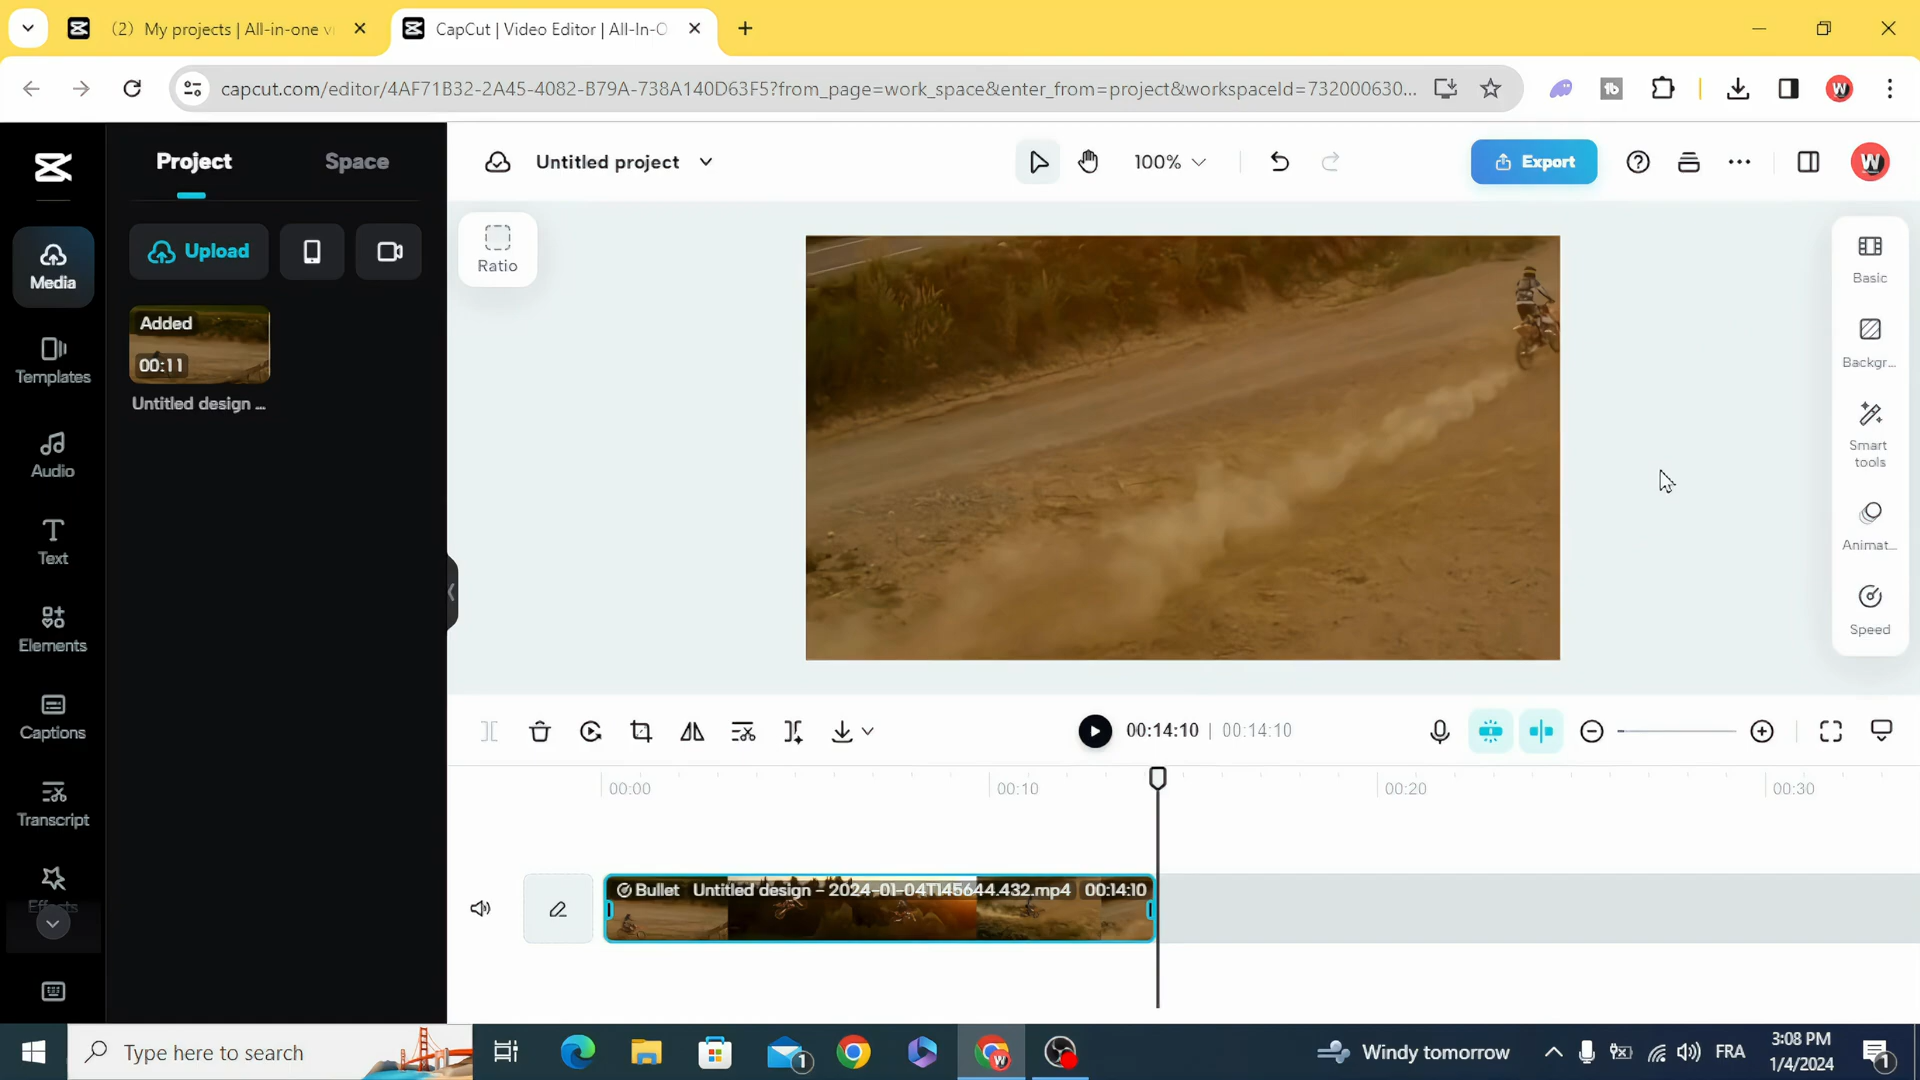 (2) My projects | All-in-one v
CapCut | Video Editor | All-In-O
capcut.com/editor/4AF71B32-2A45-4082-B79A-738A140D63F5?from_page=work_space&enter_from=project&workspaceId=732000630...
W
Project
Space
Untitled project
100%
Export
W
Upload
Ratio
Media
Basic
Added
00:11
Untitled design ...
Templates
Backgr...
Smart
tools
Audio
Animat...
Text
Speed
Elements
Captions
00:14:10 | 00:14:10
Transcript
00:00
00:10
00:20
00:30
Effects
Bullet Untitled design - 2024-01-04T145644.432.mp4 00:14:10
Type here to search
1
W
Windy tomorrow
FRA
3:08 PM
1/4/2024
1